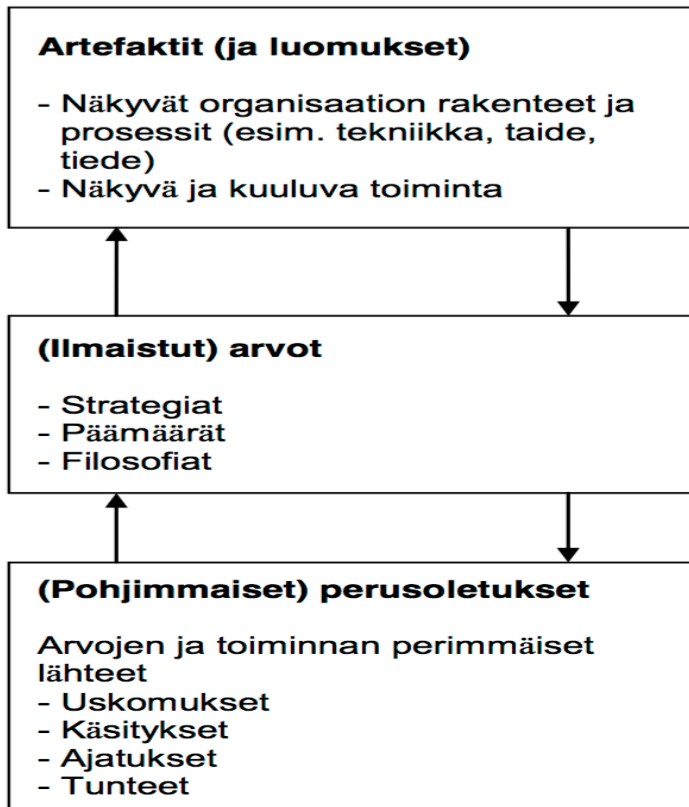 Artefaktit (ja luomukset)
- Näkyvät organisaation rakenteet ja
prosessit (esim. tekniikka, taide,
tiede)
- Näkyvä ja kuuluva toiminta
(Ilmaistut) arvot
- Strategiat
- Päämäärät
- Filosofiat
(Pohjimmaiset) perusoletukset
Arvojen ja toiminnan perimmäiset
lähteet
- Uskomukset
- Käsitykset
- Ajatukset
- Tunteet